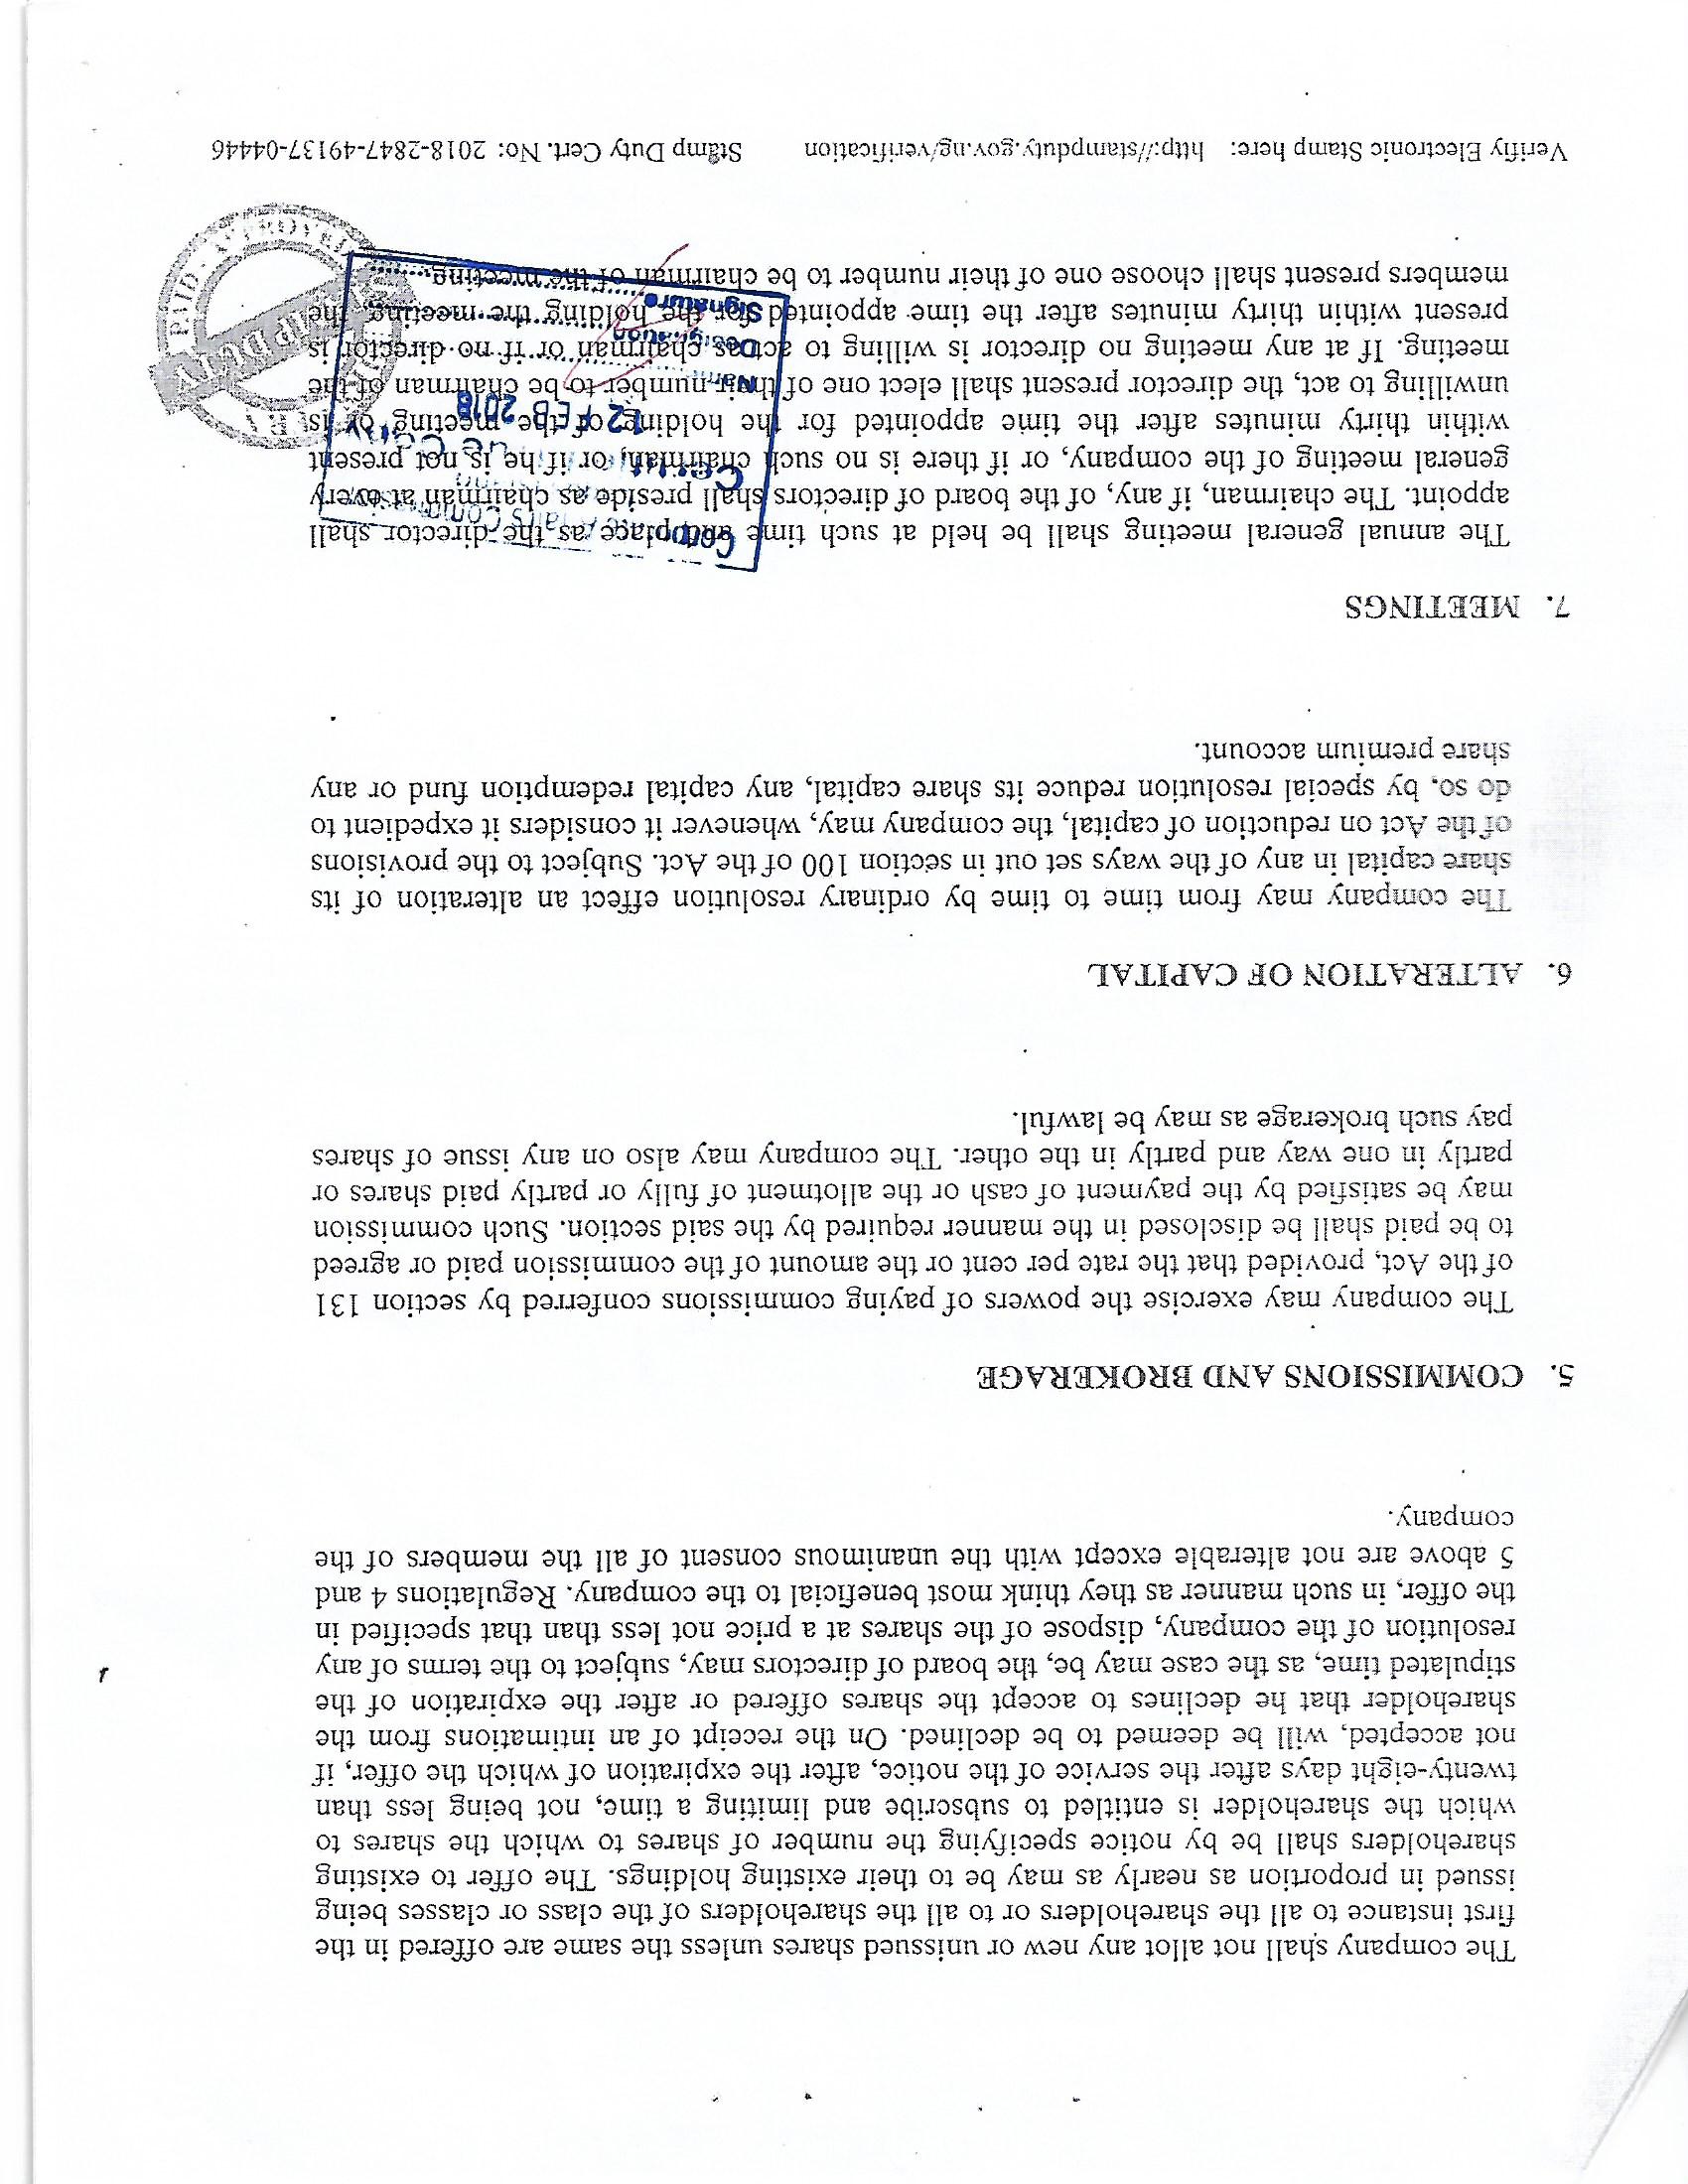 The company shall not allot any new or unissued shares unless the same are offered in the
first instance to all the shareholders or to all the shareholders of the class or classes being
issued in proportion as nearly as may be to their existing holdings. The offer to existing
shareholders shall be by notice specifying the number of shares to which the shares to
which the shareholder is entitled to subscribe and limiting a time, not being less than
twenty-eight days after the service of the notice, after the expiration of which the offer, if
not accepted, will be deemed to be declined. On the receipt of an intimations from the
shareholder that he declines to accept the shares offered or after the expiration of the
stipulated time, as the case may be, the board of directors may, subject to the terms of any
resolution of the company, dispose of the shares at a price not less than that specified in
the offer, in such manner as they think most beneficial to the company. Regulations 4 and
5 above are not alterable except with the unanimous consent of all the members of the
company.
5. COMMISSIONS AND BROKERAGE
The company may exercise the powers of paying commissions conferred by section 131
of the Act, provided that the rate per cent or the amount of the commission paid or agreed
to be paid shall be disclosed in the manner required by the said section. Such commission
may be satisfied by the payment of cash or the allotment of fully or partly paid shares or
partly in one way and partly in the other. The company may also on any issue of shares
pay such brokerage as may be lawful.
6. ALTERATION OF CAPITAL
The company may from time to time by ordinary resolution effect an alteration of its
share capital in any of the ways set out in section 100 of the Act. Subject to the provisions
of the Act on reduction of capital, the company may, whenever it considers it expedient to
do so, by special resolution reduce its share capital, any capital redemption fund or any
share premium account.
7. MEETINGS
The annual general meeting shall be held at such time and place as the director shall
appoint. The chairman, if any, of the board of directors shall preside as chairman at every
general meeting of the company, or if there is no such chairman, or if he is not present
within thirty minutes after the time appointed for the holding of the meeting or is
unwilling to act, the director present shall elect one of their number to be chairman of the
meeting. If at any meeting no director is willing to act as chairman or if no director is
present within thirty minutes after the time appointed for the holding the meeting, the
members present shall choose one of their number to be chairman of the meeting.
12 FEB 2018
Name
Designation
Signature
PAID
STAMP DUTY
Verifiy Electronic Stamp here: http://stampduty.gov.ng/verification Stamp Duty Cert. No: 2018-2847-49137-04446